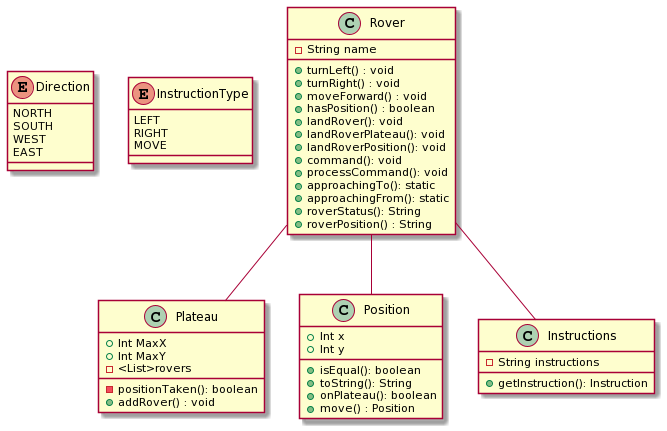 C Rover
String name
turnLeft() : void
turnRight() : void
moveForward() : void
hasPosition() : boolean
landRover(): void
landRoverPlateau(): void
landRoverPosition(): void
command(): void
processCommand(): void
approachingTo(): static
approachingFrom(): static
roverStatus(): String
roverPosition() : String
E Direction
NORTH
SOUTH
WEST
EAST
E InstructionType
LEFT
RIGHT
MOVE
C Plateau
Int MaxX
Int MaxY
<List>rovers
positionTaken(): boolean
addRover() : void
C Position
Int x
Int y
isEqual(): boolean
toString(): String
onPlateau(): boolean
move() : Position
C Instructions
String instructions
getInstruction(): Instruction